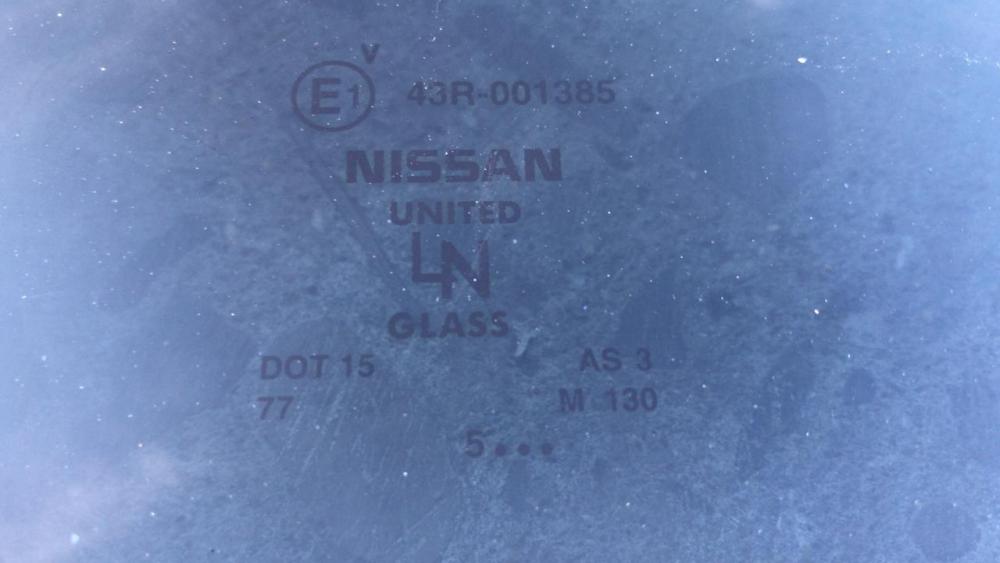 V
E1 43R-001385
NISSAN
UNITED
LN
GLASS
DOT 15 AS 3
77 M 130
5...